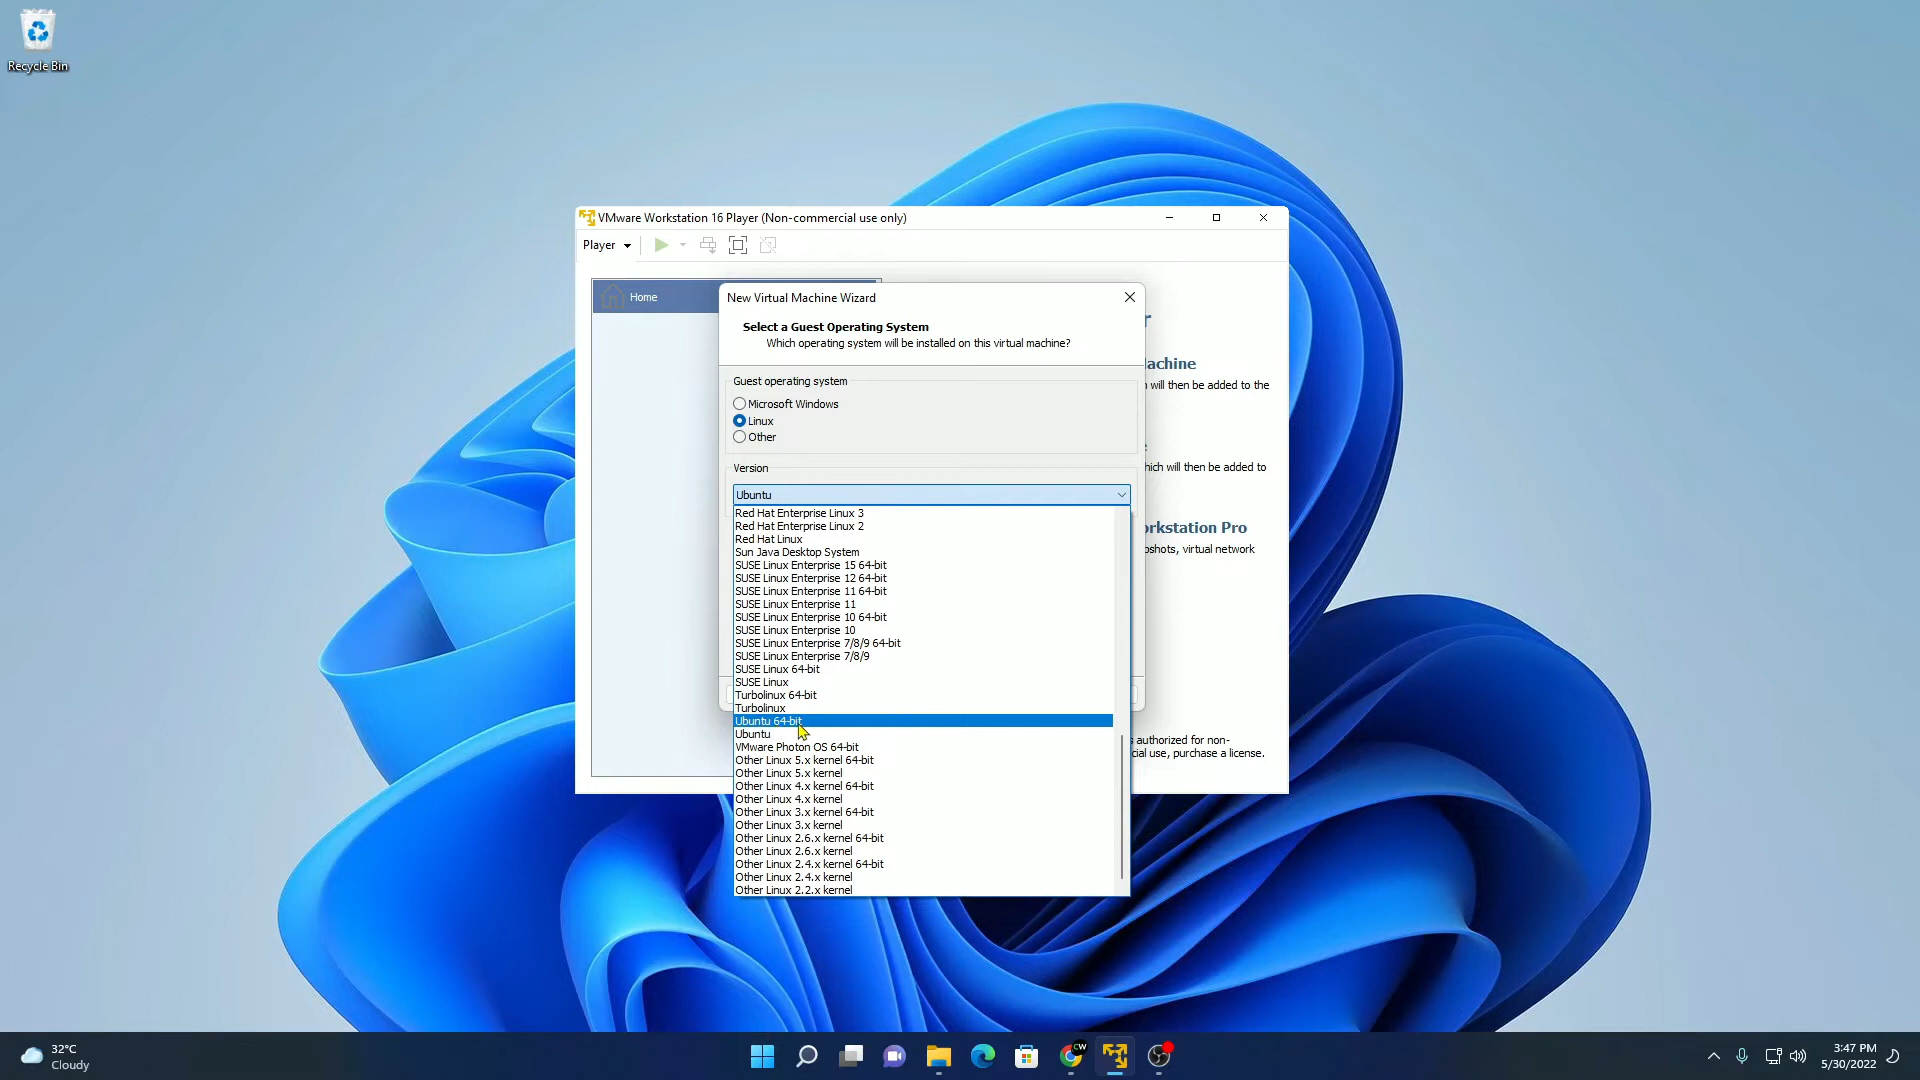 Recycle Bin
VMware Workstation 16 Player (Non-commercial use only)
Player
Home
New Virtual Machine Wizard
Select a Guest Operating System
Which operating system will be installed on this virtual machine?
Guest operating system
Microsoft Windows
Linux
Other
Version
Ubuntu
Red Hat Enterprise Linux 3
Red Hat Enterprise Linux 2
Red Hat Linux
Sun Java Desktop System
SUSE Linux Enterprise 15 64-bit
SUSE Linux Enterprise 12 64-bit
SUSE Linux Enterprise 11 64-bit
SUSE Linux Enterprise 11
SUSE Linux Enterprise 10 64-bit
SUSE Linux Enterprise 10
SUSE Linux Enterprise 7/8/9 64-bit
SUSE Linux Enterprise 7/8/9
SUSE Linux 64-bit
SUSE Linux
Turbolinux 64-bit
Turbolinux
Ubuntu 64-bit
Ubuntu
VMware Photon OS 64-bit
Other Linux 5.x kernel 64-bit
Other Linux 5.x kernel
Other Linux 4.x kernel 64-bit
Other Linux 4.x kernel
Other Linux 3.x kernel 64-bit
Other Linux 3.x kernel
Other Linux 2.6.x kernel 64-bit
Other Linux 2.6.x kernel
Other Linux 2.4.x kernel 64-bit
Other Linux 2.4.x kernel
Other Linux 2.2.x kernel
r
achine
will then be added to the
hich will then be added to
orkstation Pro
shots, virtual network
s authorized for non-
cial use, purchase a license.
32°C
Cloudy
CW
3:47 PM
5/30/2022